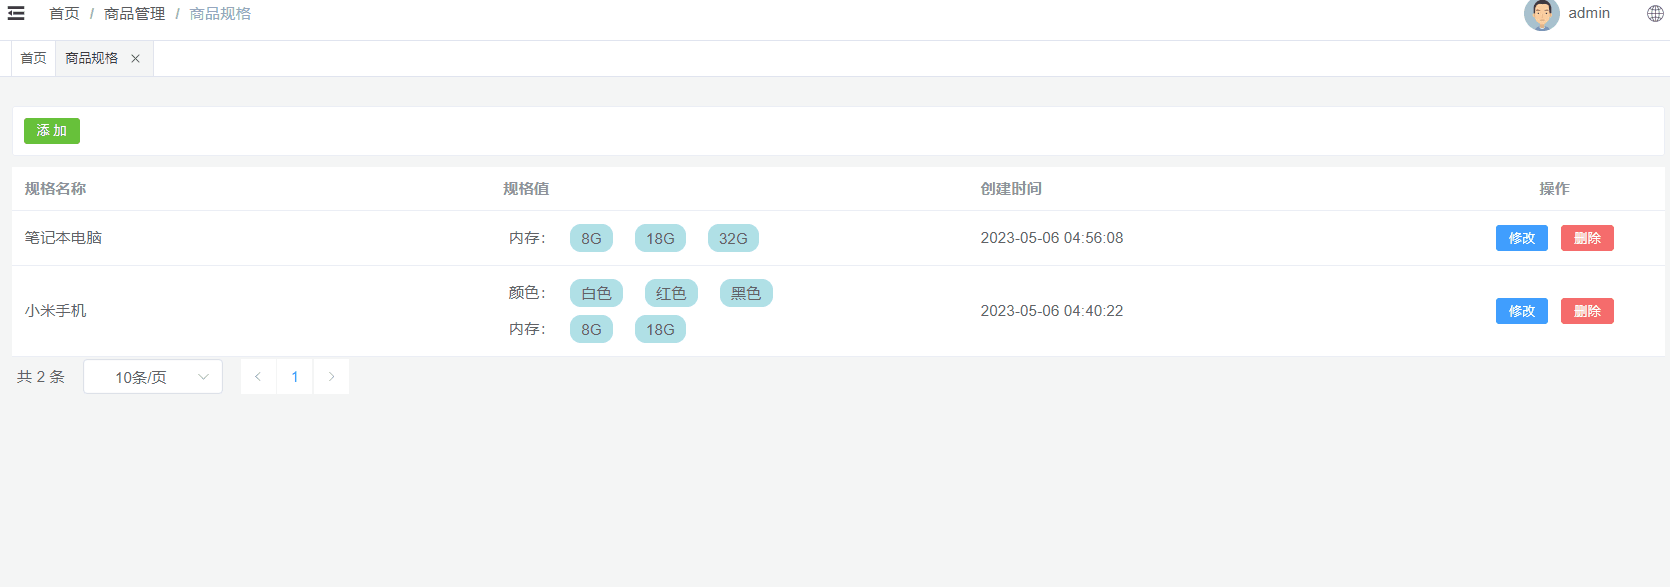 首页 / 商品管理 / 商品规格 admin
首页 商品规格 ×
添 加
规格名称 规格值 创建时间 操作
笔记本电脑 内存： 8G 18G 32G 2023-05-06 04:56:08 修改 删除
小米手机 颜色： 白色 红色 黑色 2023-05-06 04:40:22 修改 删除
内存： 8G 18G
共 2 条 10条/页 < 1 >